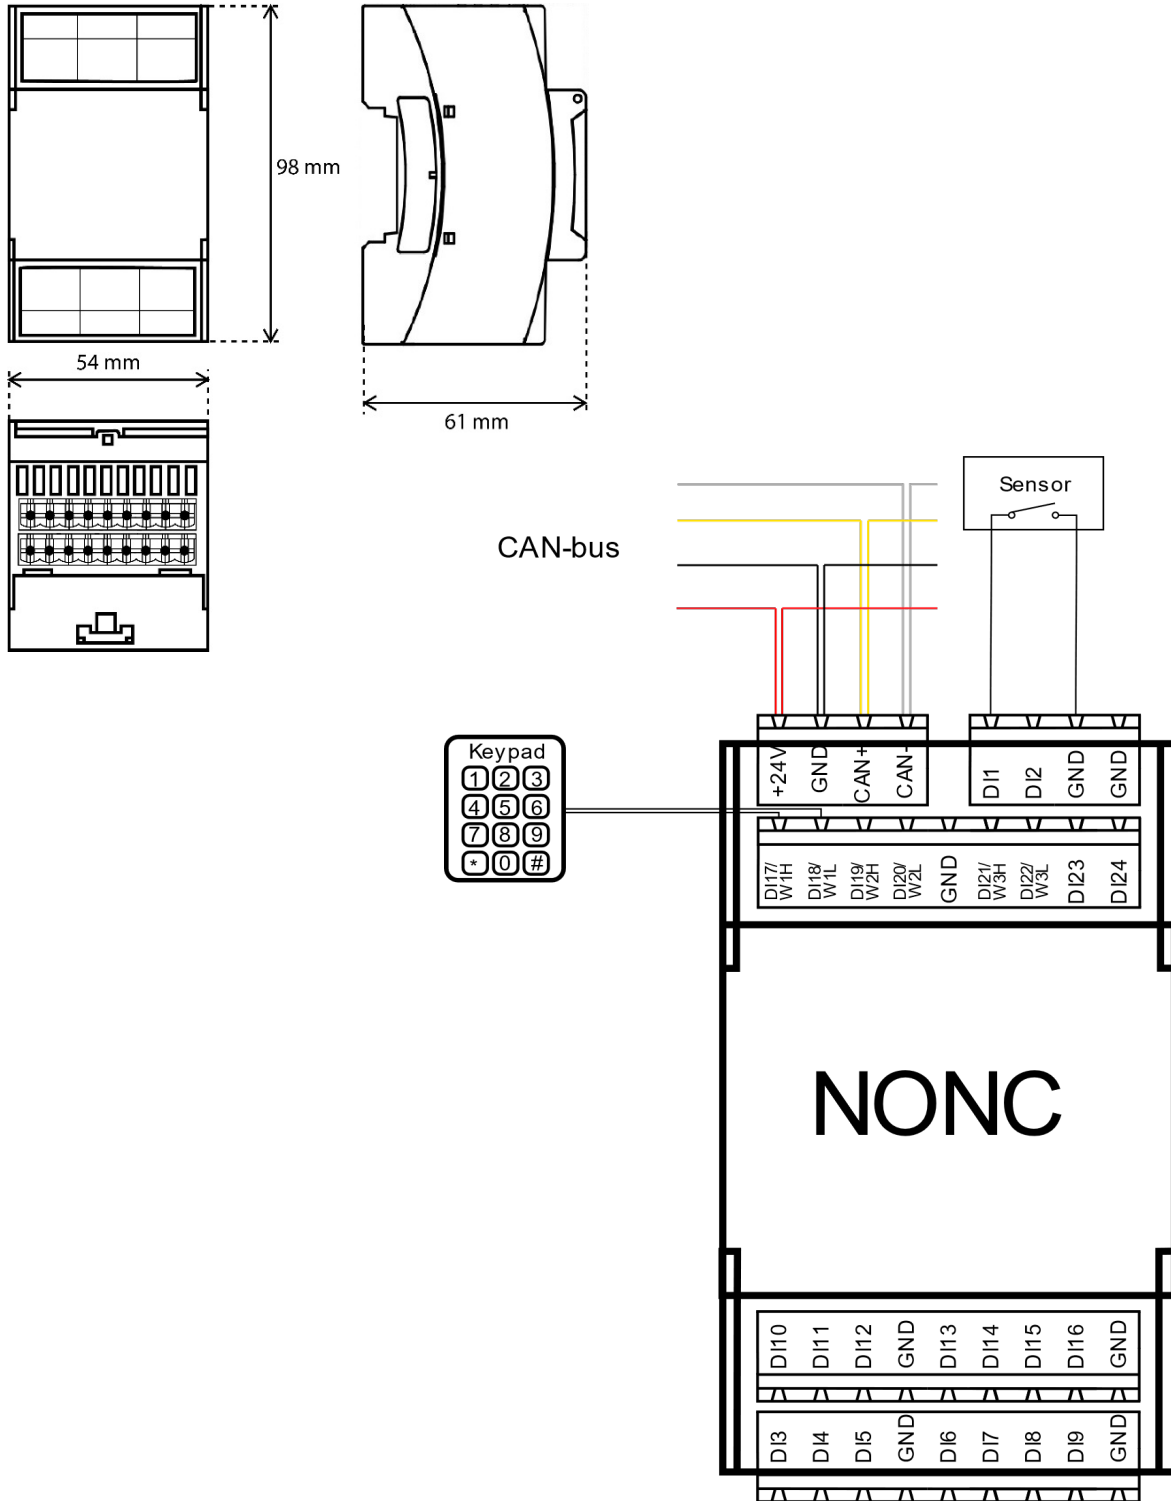 98 mm
54 mm
61 mm
Sensor
CAN-bus
Keypad
1 2 3
4 5 6
7 8 9
* 0 #
+24V GND CAN+ CAN- DI1 DI2 GND GND
DI17/ W1H DI18/ W1L DI19/ W2H DI20/ W2L GND DI21/ W3H DI22/ W3L DI23 DI24
NONC
DI10 DI11 DI12 GND DI13 DI14 DI15 DI16 GND
DI3 DI4 DI5 GND DI6 DI7 DI8 DI9 GND